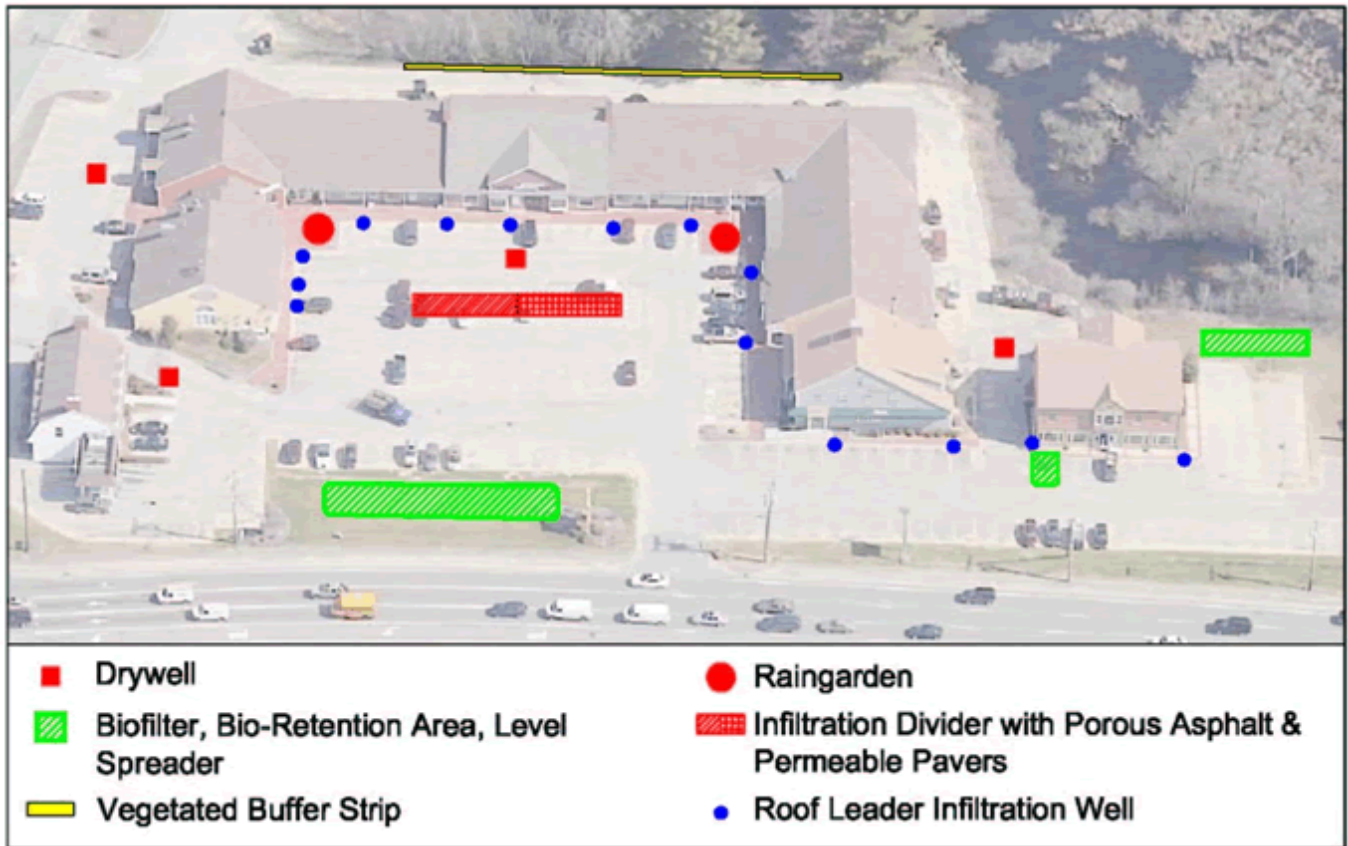 Drywell
Biofilter, Bio-Retention Area, Level
Spreader
Vegetated Buffer Strip
Raingarden
Infiltration Divider with Porous Asphalt &
Permeable Pavers
Roof Leader Infiltration Well